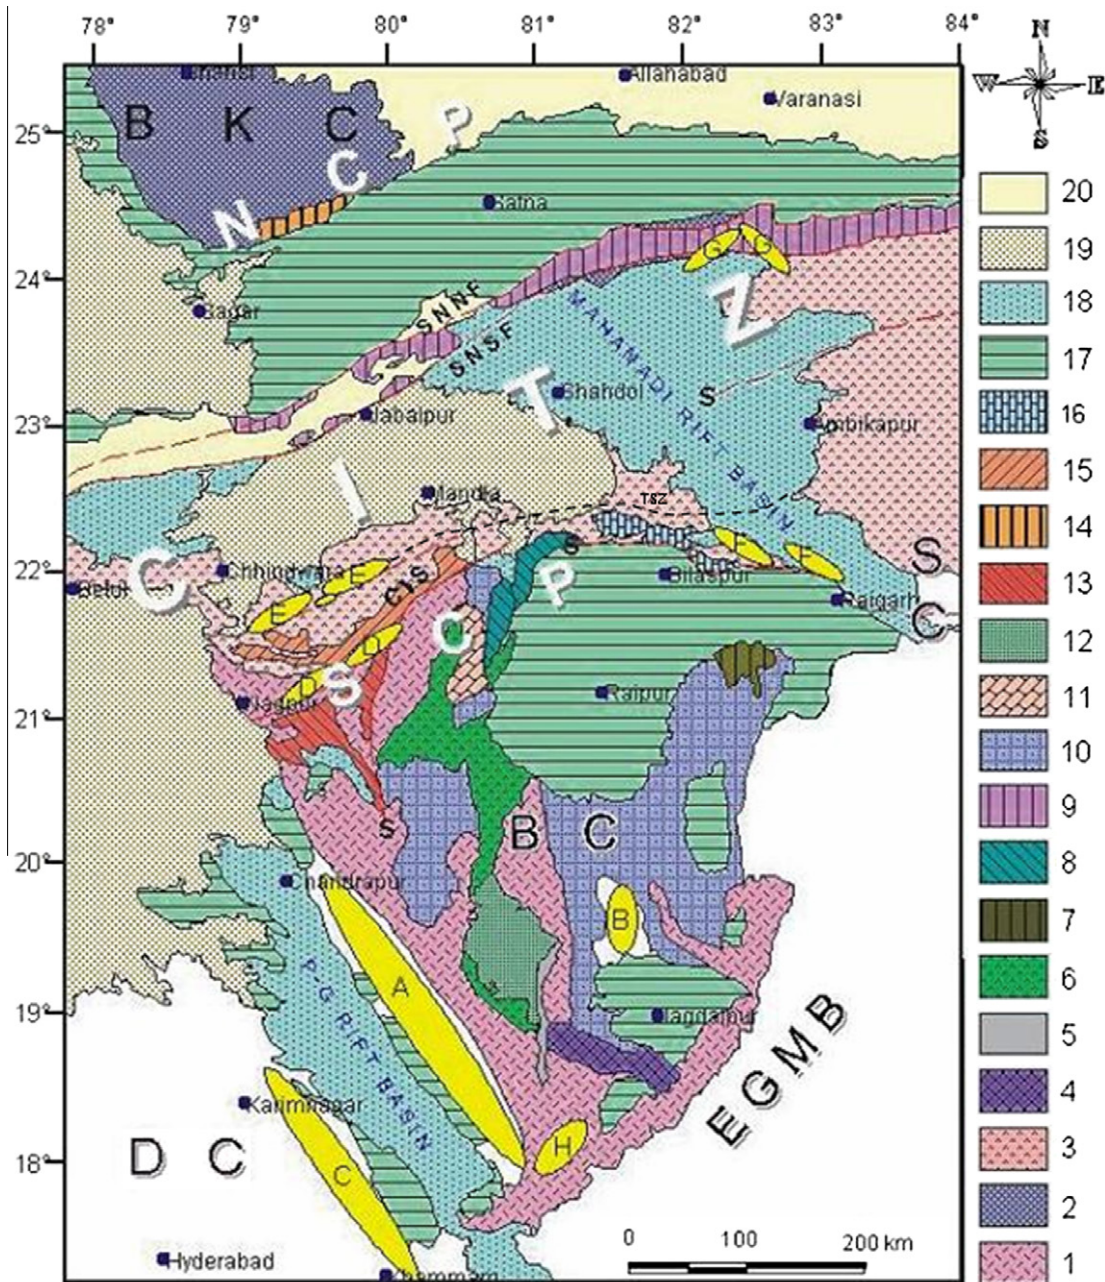 78° 79° 80° 81° 82° 83° 84°
N
W E
S
25°
24°
23°
22°
21°
20°
19°
18°
Allahabad
Varanasi
B K C
N C P
Satna
Sagar
SNNF
SNSF
G G
MAHANADI RIFT BASIN
Shahdol
S
Ambikapur
Jabalpur
C I T Z
Mandla
TSZ
Betul
Chhindwara
E E
CIS
S
F F
Bilaspur
Raigarh
S C
S C P
D D
Nagpur
Raipur
S
B C
Chandrapur
A
B
P-G RIFT BASIN
Jagdalpur
EGMB
Karimnagar
C
H
D C
Hyderabad
Khammam
0 100 200 km
20
19
18
17
16
15
14
13
12
11
10
9
8
7
6
5
4
3
2
1